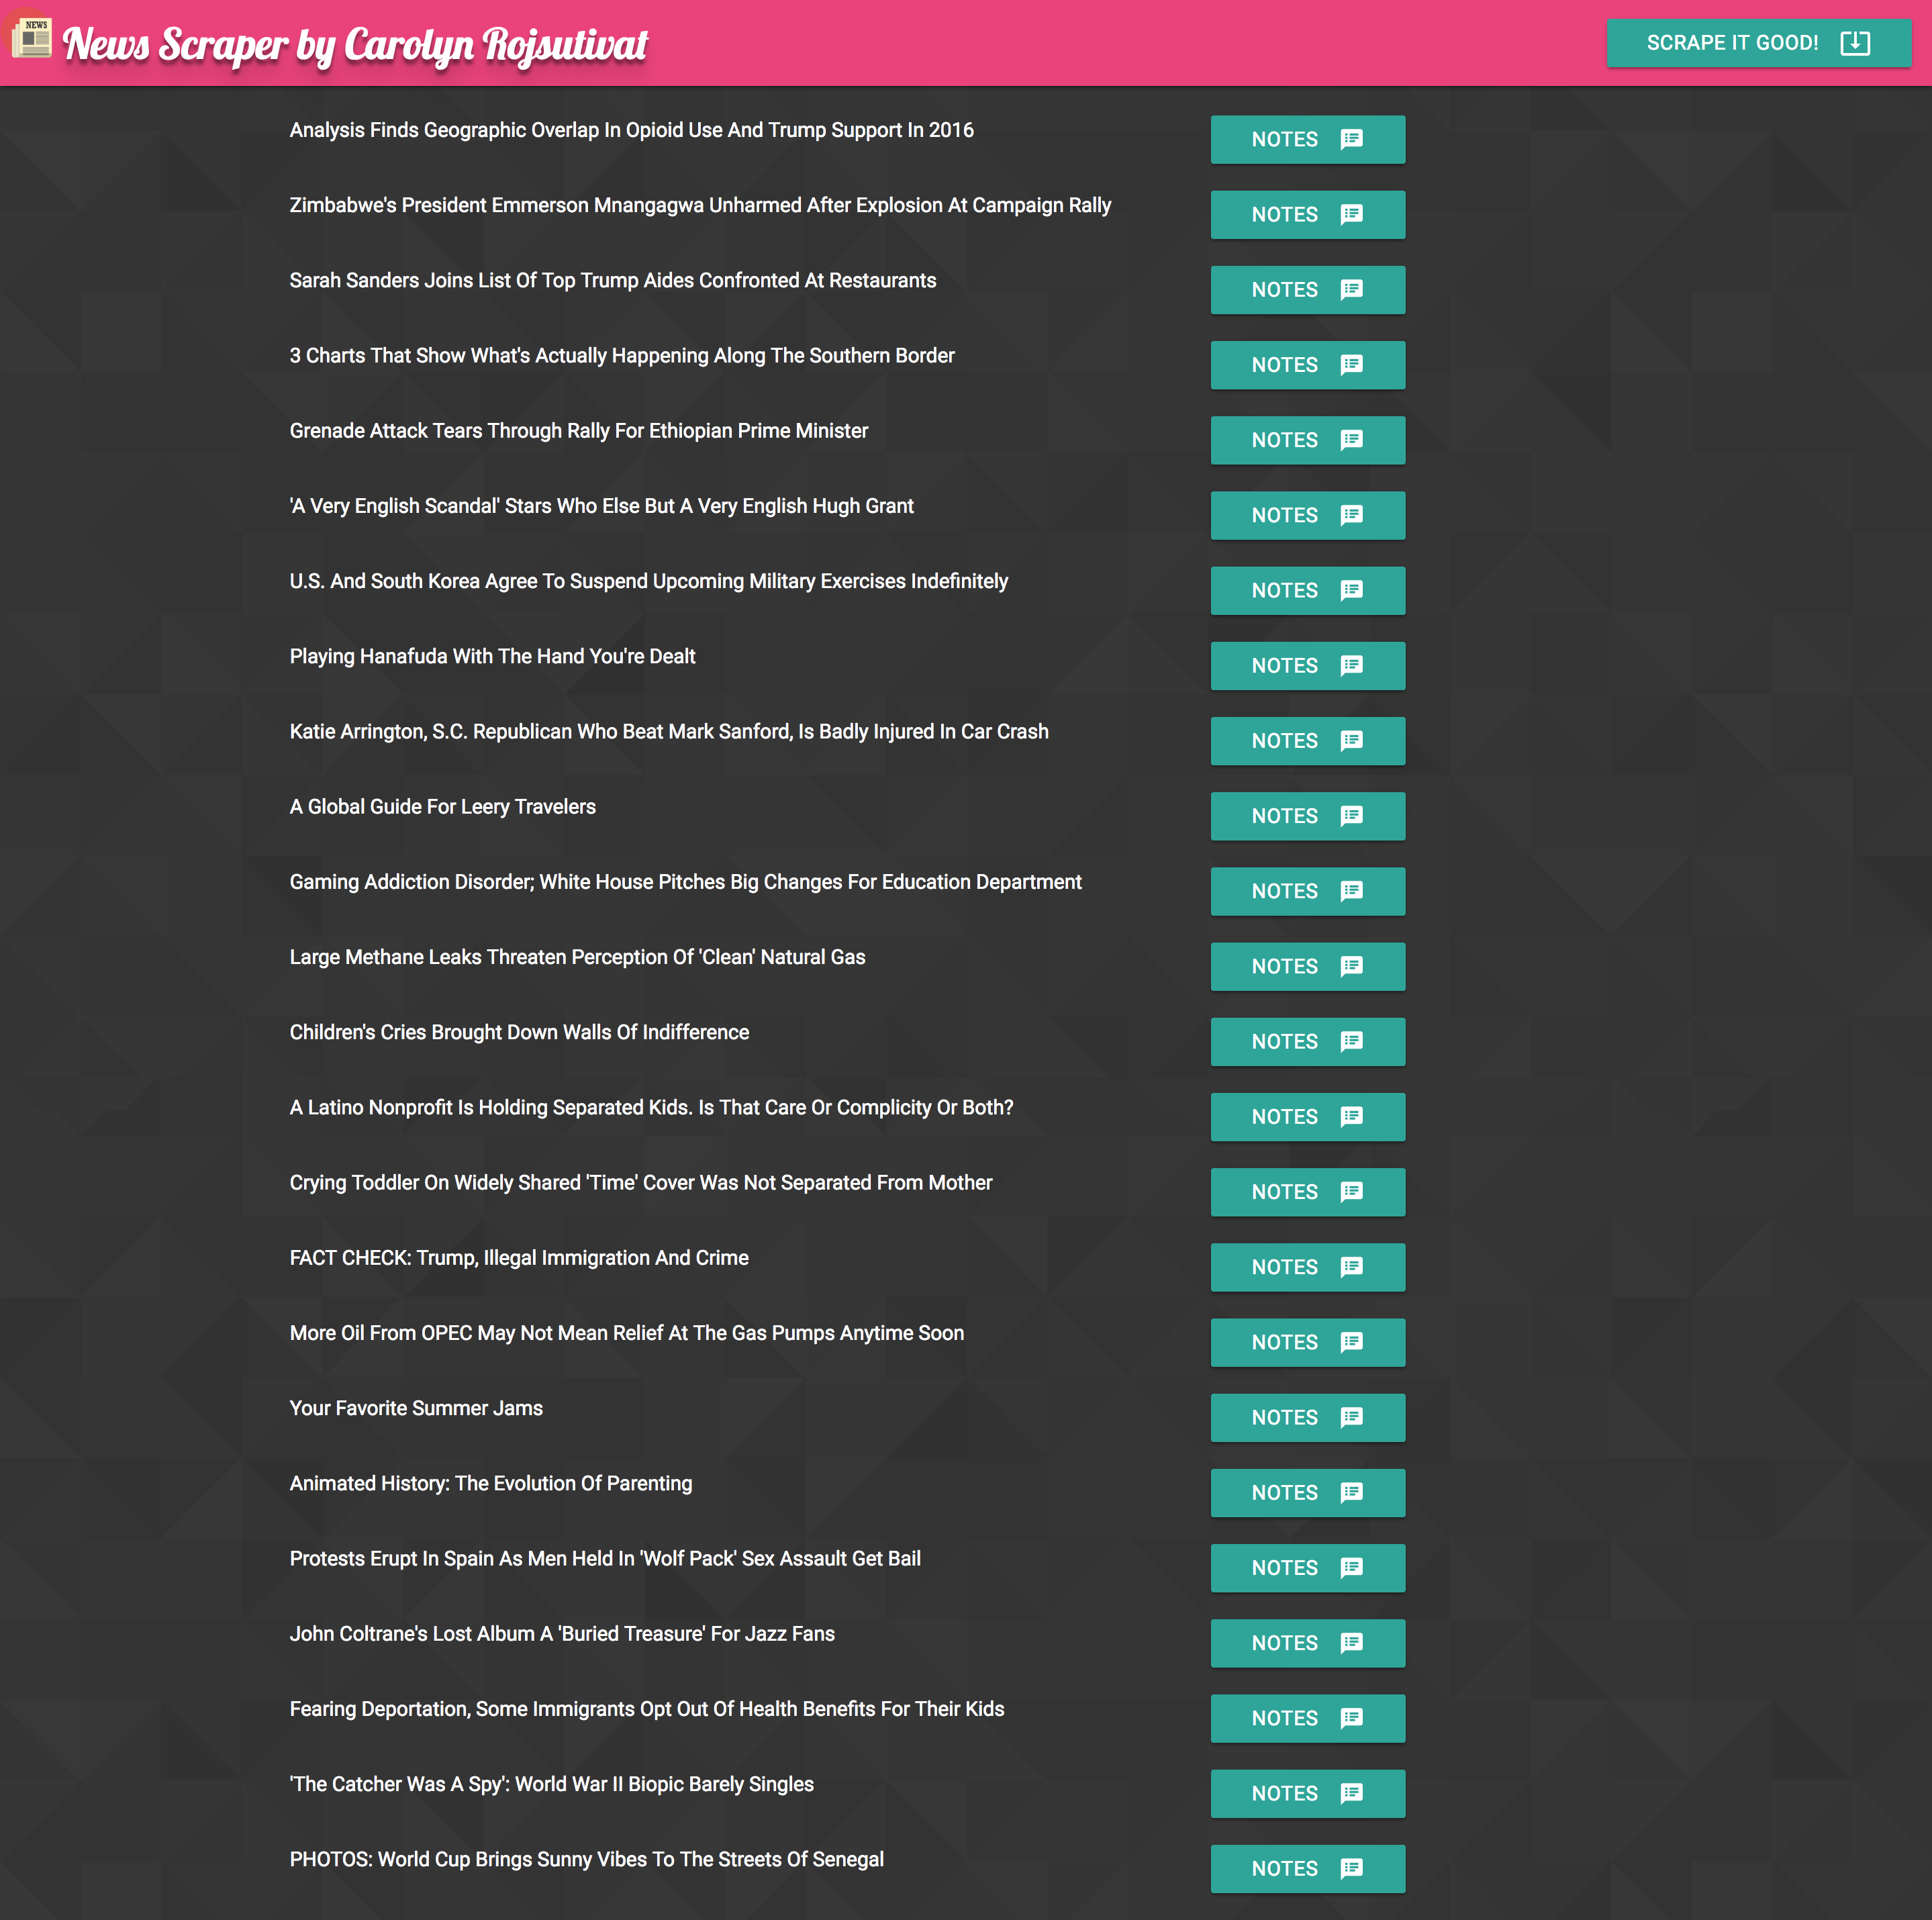 NEWS
News Scraper by Carolyn Rojsutivat
SCRAPE IT GOOD!
Analysis Finds Geographic Overlap In Opioid Use And Trump Support In 2016
NOTES
Zimbabwe's President Emmerson Mnangagwa Unharmed After Explosion At Campaign Rally
NOTES
Sarah Sanders Joins List Of Top Trump Aides Confronted At Restaurants
NOTES
3 Charts That Show What's Actually Happening Along The Southern Border
NOTES
Grenade Attack Tears Through Rally For Ethiopian Prime Minister
NOTES
'A Very English Scandal' Stars Who Else But A Very English Hugh Grant
NOTES
U.S. And South Korea Agree To Suspend Upcoming Military Exercises Indefinitely
NOTES
Playing Hanafuda With The Hand You're Dealt
NOTES
Katie Arrington, S.C. Republican Who Beat Mark Sanford, Is Badly Injured In Car Crash
NOTES
A Global Guide For Leery Travelers
NOTES
Gaming Addiction Disorder; White House Pitches Big Changes For Education Department
NOTES
Large Methane Leaks Threaten Perception Of 'Clean' Natural Gas
NOTES
Children's Cries Brought Down Walls Of Indifference
NOTES
A Latino Nonprofit Is Holding Separated Kids. Is That Care Or Complicity Or Both?
NOTES
Crying Toddler On Widely Shared 'Time' Cover Was Not Separated From Mother
NOTES
FACT CHECK: Trump, Illegal Immigration And Crime
NOTES
More Oil From OPEC May Not Mean Relief At The Gas Pumps Anytime Soon
NOTES
Your Favorite Summer Jams
NOTES
Animated History: The Evolution Of Parenting
NOTES
Protests Erupt In Spain As Men Held In 'Wolf Pack' Sex Assault Get Bail
NOTES
John Coltrane's Lost Album A 'Buried Treasure' For Jazz Fans
NOTES
Fearing Deportation, Some Immigrants Opt Out Of Health Benefits For Their Kids
NOTES
'The Catcher Was A Spy': World War II Biopic Barely Singles
NOTES
PHOTOS: World Cup Brings Sunny Vibes To The Streets Of Senegal
NOTES